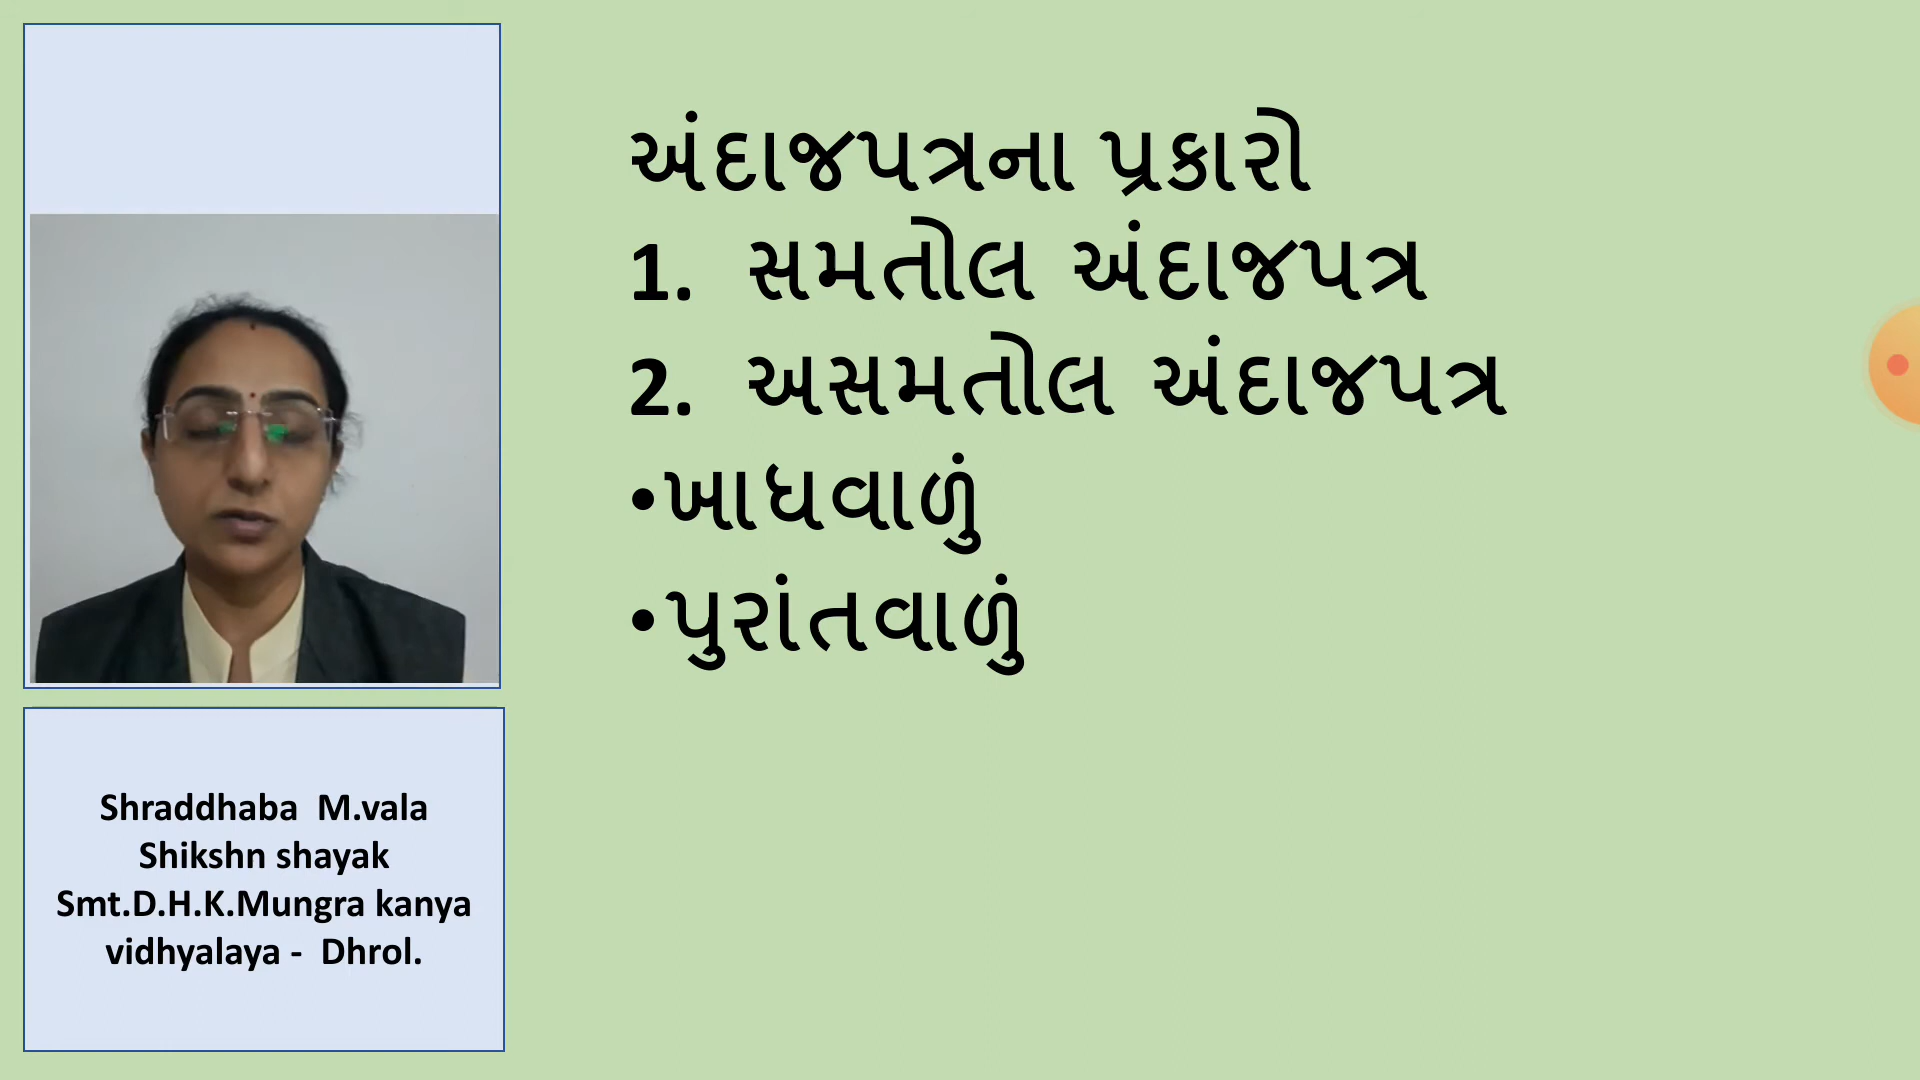 અંદાજપત્રના પ્રકારો
1. સમતોલ અંદાજપત્ર
2. અસમતોલ અંદાજપત્ર
•ખાધવાળું
•પુરાંતવાળું
Shraddhaba M.vala
Shikshn shayak
Smt.D.H.K.Mungra kanya
vidhyalaya - Dhrol.